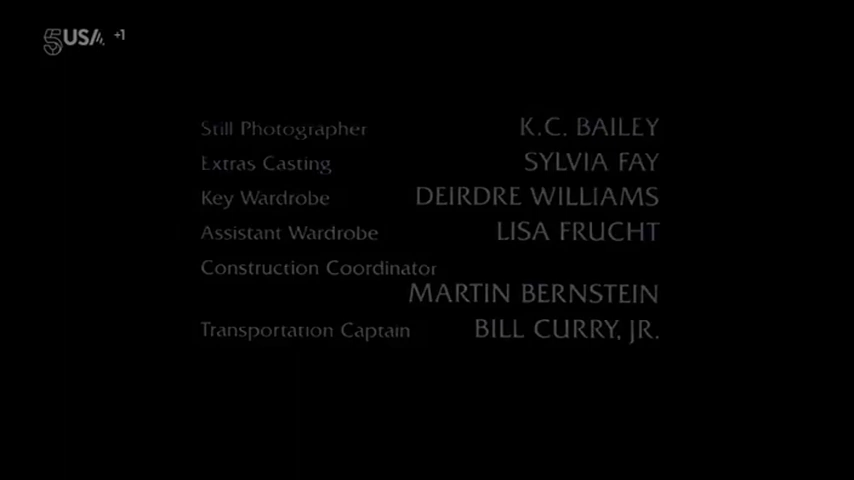 5USA +1
Still Photographer K.C. BAILEY
Extras Casting SYLVIA FAY
Key Wardrobe DEIRDRE WILLIAMS
Assistant Wardrobe LISA FRUCHT
Construction Coordinator
MARTIN BERNSTEIN
Transportation Captain BILL CURRY, JR.